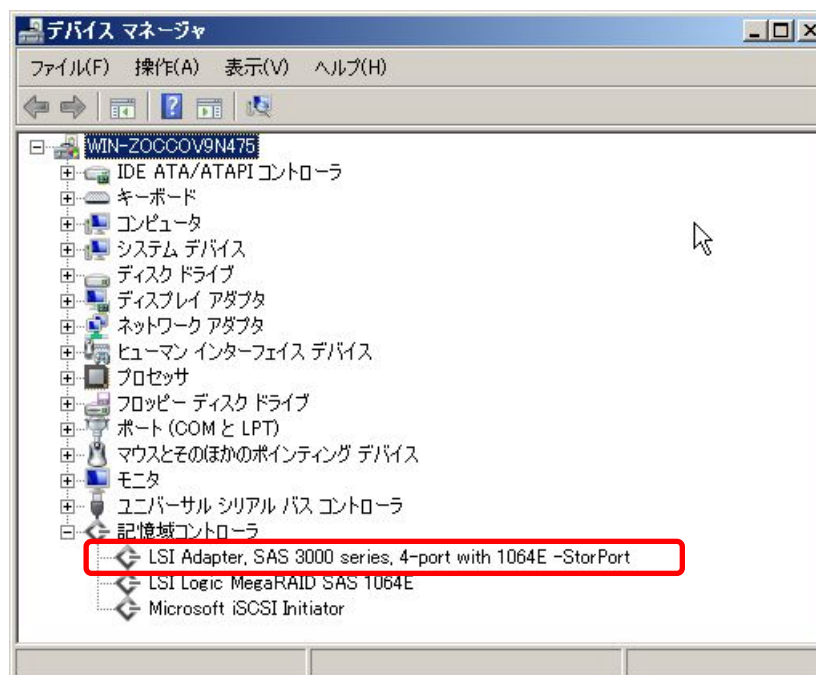 デバイス マネージャ
ファイル(F) 操作(A) 表示(V) ヘルプ(H)
WIN-ZOCCOV9N475
IDE ATA/ATAPI コントローラ
キーボード
コンピュータ
システム デバイス
ディスク ドライブ
ディスプレイ アダプタ
ネットワーク アダプタ
ヒューマン インターフェイス デバイス
プロセッサ
フロッピー ディスク ドライブ
ポート (COM と LPT)
マウスとそのほかのポインティング デバイス
モニタ
ユニバーサル シリアル バス コントローラ
記憶域コントローラ
LSI Adapter, SAS 3000 series, 4-port with 1064E -StorPort
LSI Logic MegaRAID SAS 1064E
Microsoft iSCSI Initiator